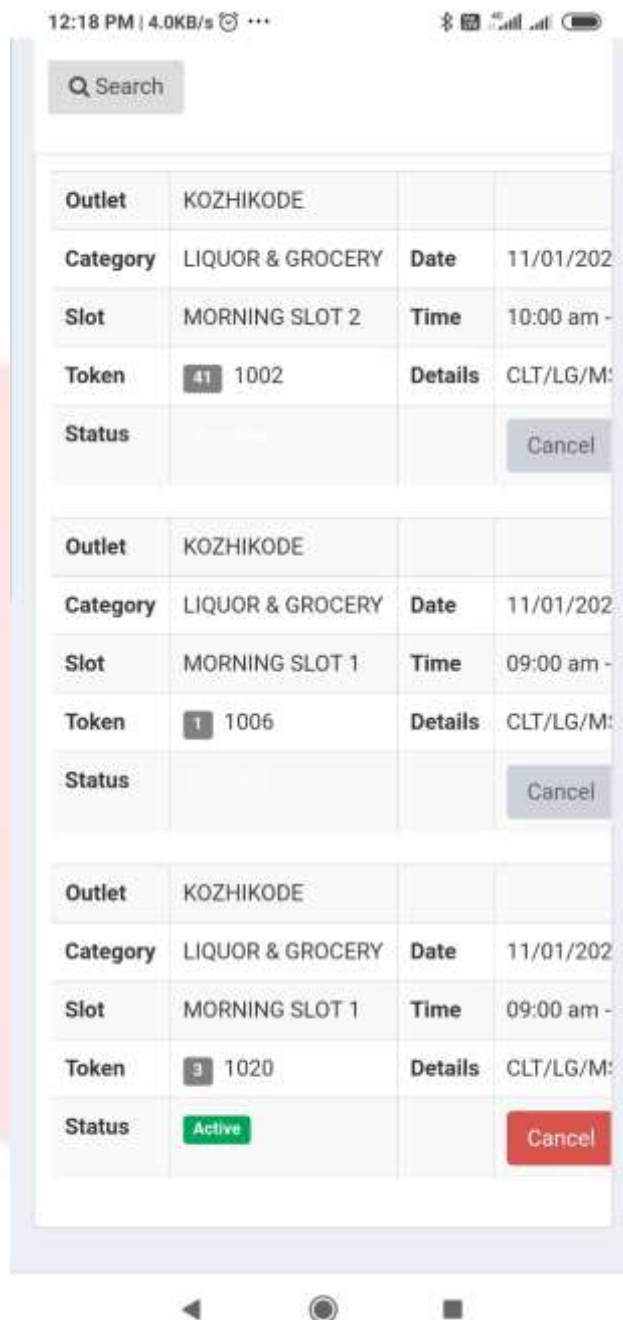 12:18 PM | 4.0KB/s ...
Search
Outlet KOZHIKODE
Category LIQUOR & GROCERY Date 11/01/202
Slot MORNING SLOT 2 Time 10:00 am -
Token 41 1002 Details CLT/LG/M
Status Cancel
Outlet KOZHIKODE
Category LIQUOR & GROCERY Date 11/01/202
Slot MORNING SLOT 1 Time 09:00 am -
Token 1 1006 Details CLT/LG/M
Status Cancel
Outlet KOZHIKODE
Category LIQUOR & GROCERY Date 11/01/202
Slot MORNING SLOT 1 Time 09:00 am -
Token 3 1020 Details CLT/LG/M
Status Active Cancel